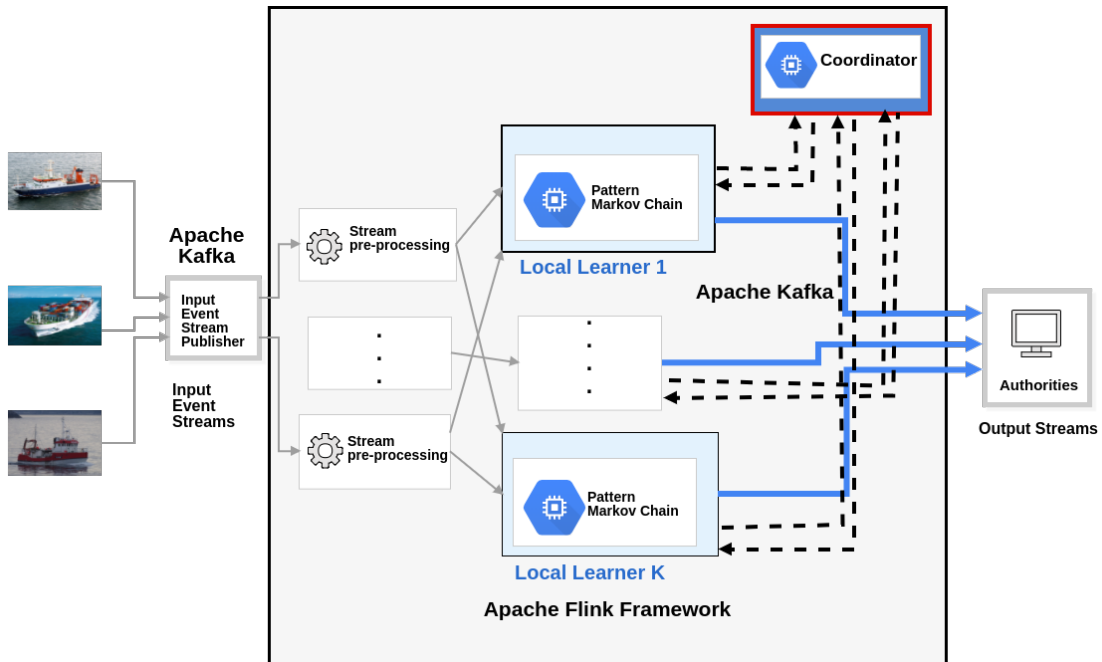 Coordinator
Pattern
Markov Chain
Local Learner 1
Stream
pre-processing
Apache
Kafka
Input
Event
Stream
Publisher
Input
Event
Streams
Apache Kafka
Stream
pre-processing
Pattern
Markov Chain
Local Learner K
Authorities
Output Streams
Apache Flink Framework